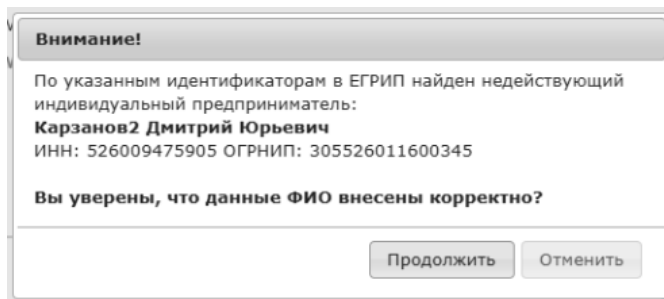 Внимание!
По указанным идентификаторам в ЕГРИП найден недействующий
индивидуальный предприниматель:
Карзанов2 Дмитрий Юрьевич
ИНН: 526009475905 ОГРНИП: 305526011600345
Вы уверены, что данные ФИО внесены корректно?
Продолжить
Отменить